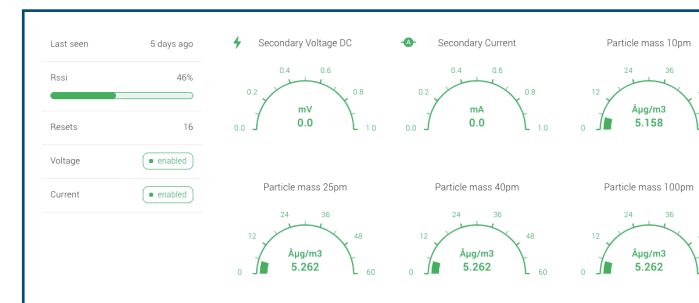 Last seen 5 days ago
Rssi 46%
Resets 16
Voltage enabled
Current enabled
Secondary Voltage DC
0.0 0.2 0.4 0.6 0.8 1.0
mV
0.0
A Secondary Current
0.0 0.2 0.4 0.6 0.8 1.0
mA
0.0
Particle mass 10pm
0 12 24 36
Âµg/m3
5.158
Particle mass 25pm
0 12 24 36 48 60
Âµg/m3
5.262
Particle mass 40pm
0 12 24 36 48 60
Âµg/m3
5.262
Particle mass 100pm
0 12 24 36
Âµg/m3
5.262